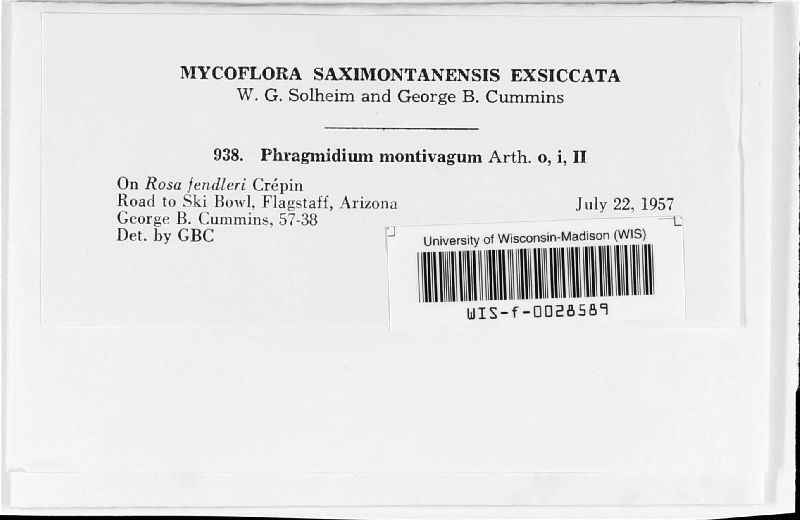 MYCOFLORA SAXIMONTANENSIS EXSICCATA
W. G. Solheim and George B. Cummins
938. Phragmidium montivagum Arth. o, i, II
On Rosa fendleri Crépin
Road to Ski Bowl, Flagstaff, Arizona July 22, 1957
George B. Cummins, 57-38
Det. by GBC
University of Wisconsin-Madison (WIS)
WIS-f-0028589